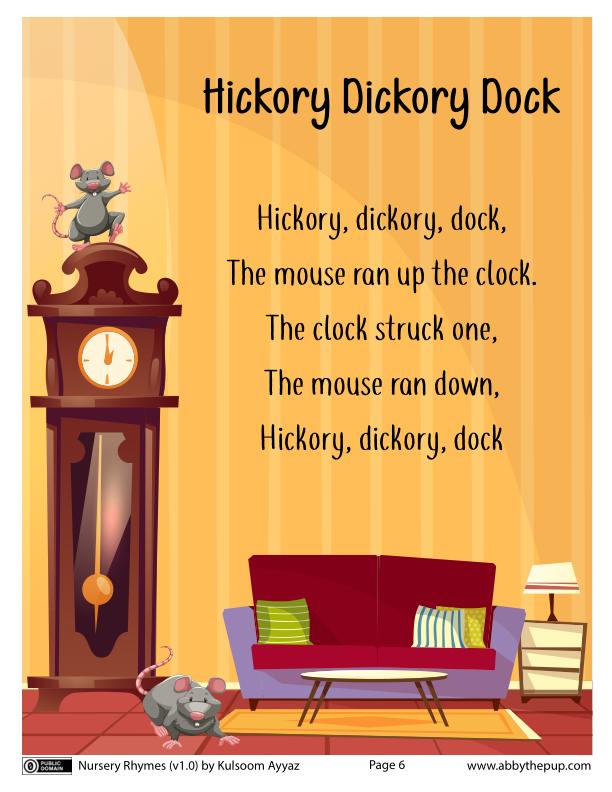 Hickory Dickory Dock
Hickory, dickory, dock,
The mouse ran up the clock.
The clock struck one,
The mouse ran down,
Hickory, dickory, dock
0 PUBLIC DOMAIN Nursery Rhymes (v1.0) by Kulsoom Ayyaz Page 6 www.abbythepup.com